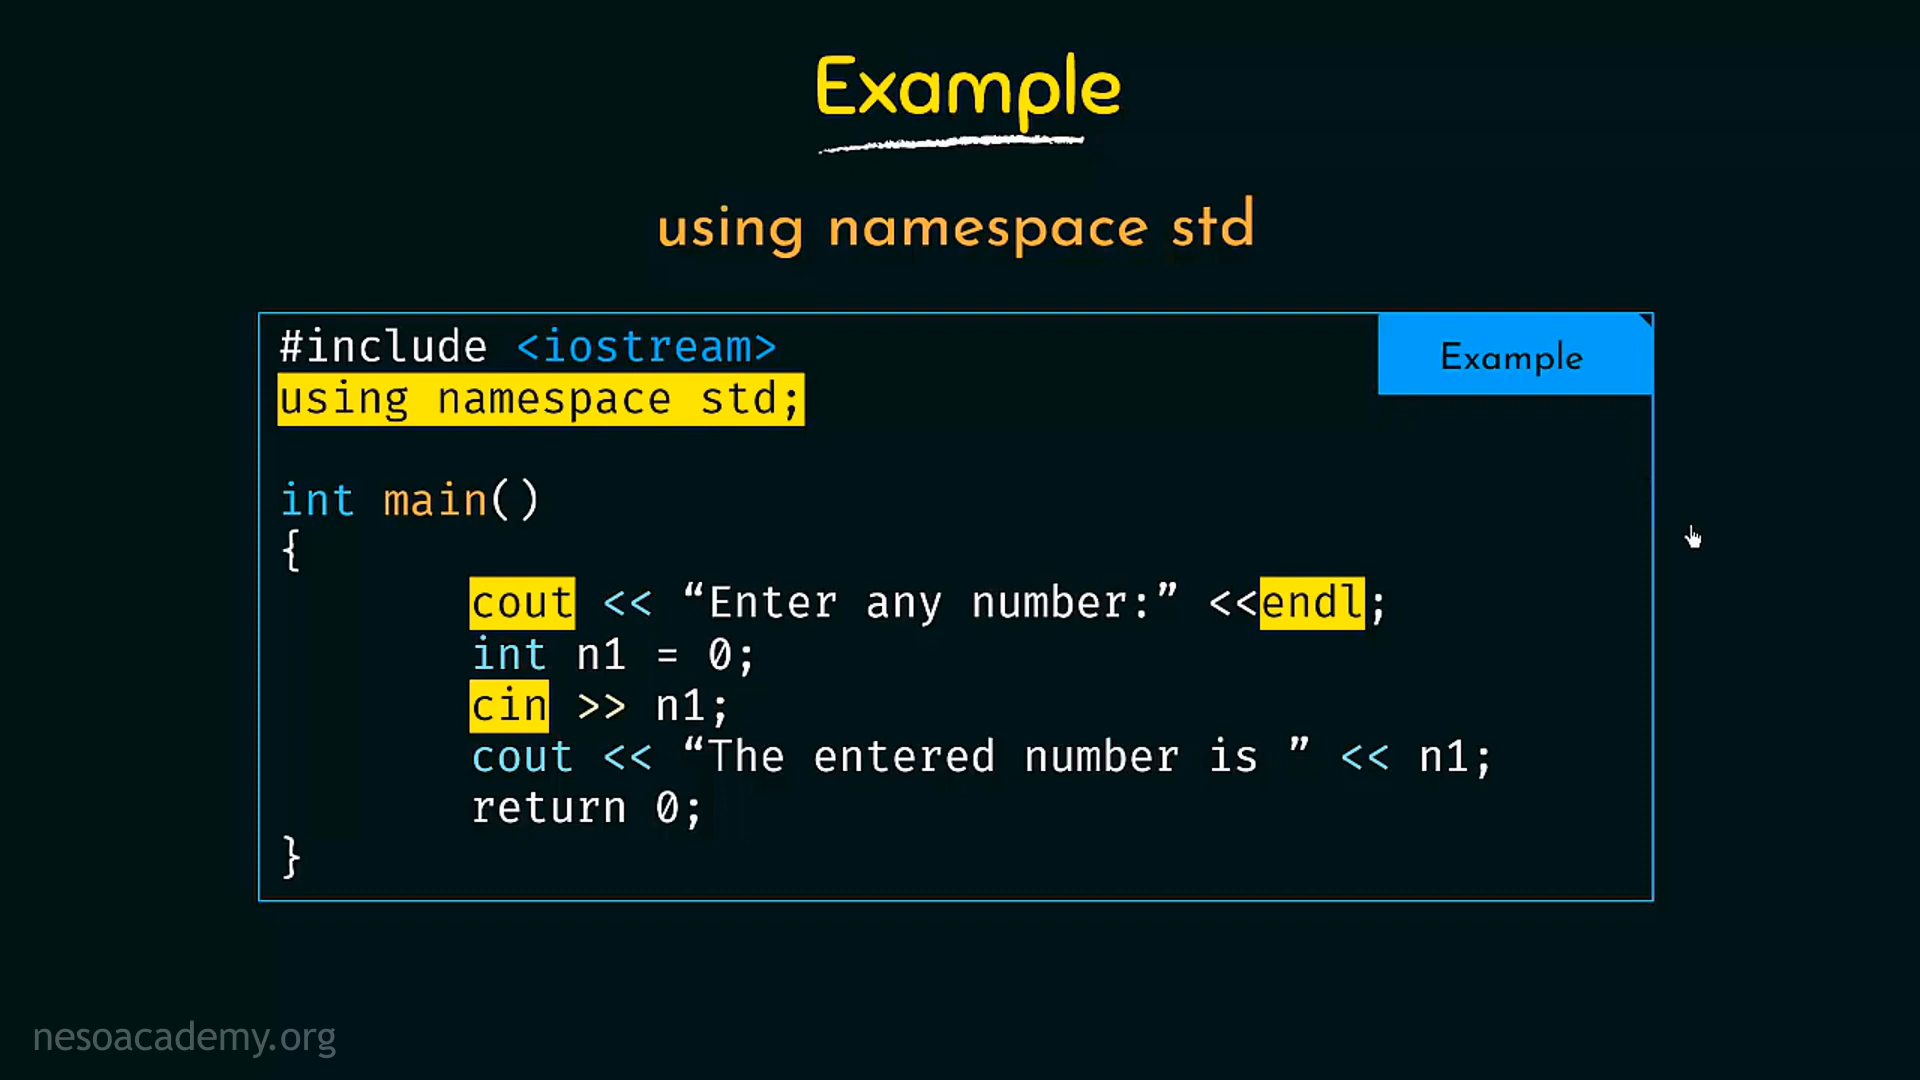 Example
using namespace std
#include <iostream>
Example
using namespace std;
int main()
{
cout << “Enter any number:” <<endl;
int n1 = 0;
cin >> n1;
cout << “The entered number is ” << n1;
return 0;
}
nesoacademy.org